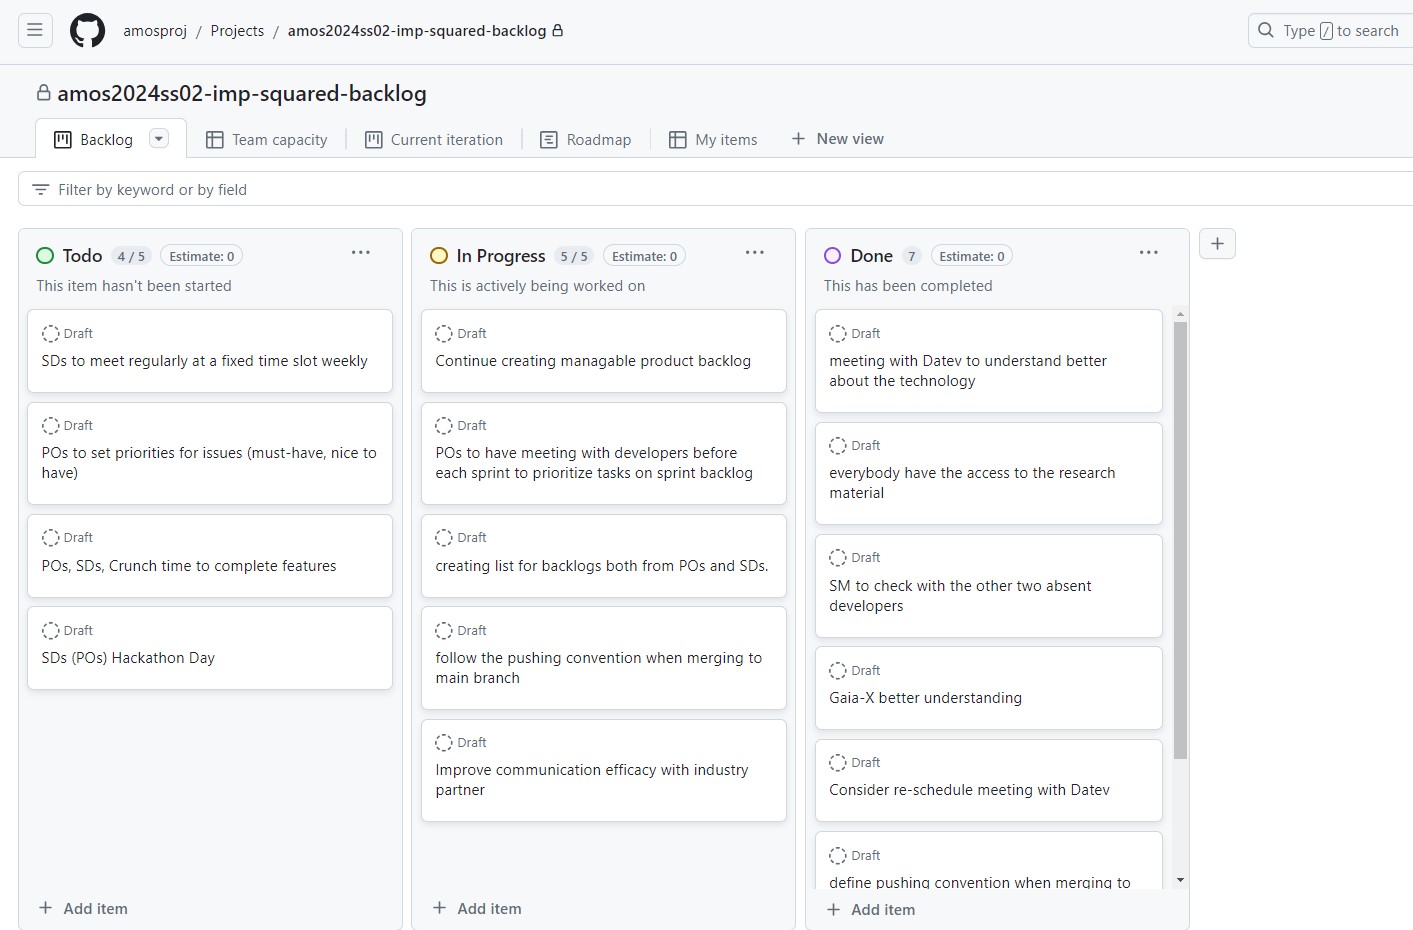 amosproj / Projects / amos2024ss02-imp-squared-backlog
Type / to search
amos2024ss02-imp-squared-backlog
Backlog
Team capacity
Current iteration
Roadmap
My items
New view
Filter by keyword or by field
Todo 4 / 5 Estimate: 0
This item hasn't been started
Draft
SDs to meet regularly at a fixed time slot weekly
Draft
POs to set priorities for issues (must-have, nice to
have)
Draft
POs, SDs, Crunch time to complete features
Draft
SDs (POs) Hackathon Day
Add item
In Progress 5 / 5 Estimate: 0
This is actively being worked on
Draft
Continue creating managable product backlog
Draft
POs to have meeting with developers before
each sprint to prioritize tasks on sprint backlog
Draft
creating list for backlogs both from POs and SDs.
Draft
follow the pushing convention when merging to
main branch
Draft
Improve communication efficacy with industry
partner
Add item
Done 7 Estimate: 0
This has been completed
Draft
meeting with Datev to understand better
about the technology
Draft
everybody have the access to the research
material
Draft
SM to check with the other two absent
developers
Draft
Gaia-X better understanding
Draft
Consider re-schedule meeting with Datev
Draft
define pushing convention when merging to
Add item